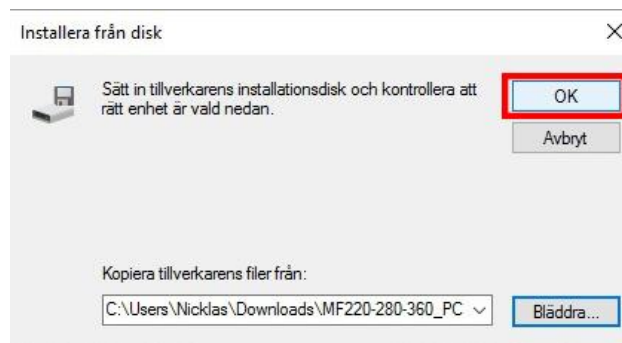 Installera från disk
Sätt in tillverkarens installationsdisk och kontrollera att
rätt enhet är vald nedan.
OK
Avbryt
Kopiera tillverkarens filer från:
C:\Users\Nicklas\Downloads\MF220-280-360_PC
Bläddra...